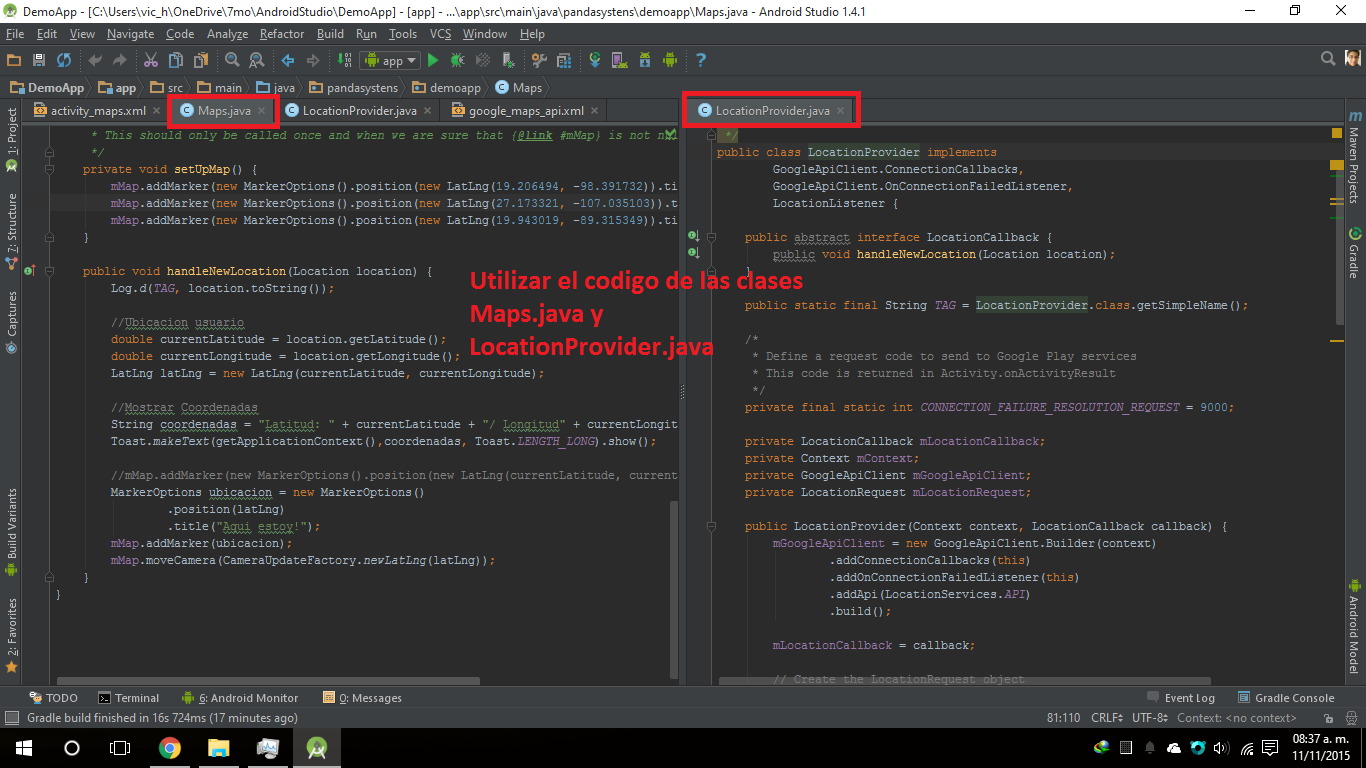 DemoApp - [C:\Users\vic_h\OneDrive\7mo\AndroidStudio\DemoApp] - [app] - ...\app\src\main\java\pandasystens\demoapp\Maps.java - Android Studio 1.4.1
File Edit View Navigate Code Analyze Refactor Build Run Tools VCS Window Help
app
DemoApp app src main java pandasystens demoapp Maps
activity_maps.xml Maps.java LocationProvider.java google_maps_api.xml
LocationProvider.java
1: Project
7: Structure
Captures
Build Variants
2: Favorites
* This should only be called once and when we are sure that {@link #mMap} is not
*/
private void setUpMap() {
mMap.addMarker(new MarkerOptions().position(new LatLng(19.206494, -98.391732)).ti
mMap.addMarker(new MarkerOptions().position(new LatLng(27.173321, -107.035103)).t
mMap.addMarker(new MarkerOptions().position(new LatLng(19.943019, -89.315349)).ti
}
public void handleNewLocation(Location location) {
Log.d(TAG, location.toString());
//Ubicacion usuario
double currentLatitude = location.getLatitude();
double currentLongitude = location.getLongitude();
LatLng latLng = new LatLng(currentLatitude, currentLongitude);
//Mostrar Coordenadas
String coordenadas = "Latitud: " + currentLatitude + "/ Longitud" + currentLongit
Toast.makeText(getApplicationContext(),coordenadas, Toast.LENGTH_LONG).show();
//mMap.addMarker(new MarkerOptions().position(new LatLng(currentLatitude, current
MarkerOptions ubicacion = new MarkerOptions()
.position(latLng)
.title("Aqui estoy!");
mMap.addMarker(ubicacion);
mMap.moveCamera(CameraUpdateFactory.newLatLng(latLng));
}
}
Utilizar el codigo de las clases
Maps.java y
LocationProvider.java
*/
public class LocationProvider implements
GoogleApiClient.ConnectionCallbacks,
GoogleApiClient.OnConnectionFailedListener,
LocationListener {
public abstract interface LocationCallback {
public void handleNewLocation(Location location);
}
public static final String TAG = LocationProvider.class.getSimpleName();
/*
* Define a request code to send to Google Play services
* This code is returned in Activity.onActivityResult
*/
private final static int CONNECTION_FAILURE_RESOLUTION_REQUEST = 9000;
private LocationCallback mLocationCallback;
private Context mContext;
private GoogleApiClient mGoogleApiClient;
private LocationRequest mLocationRequest;
public LocationProvider(Context context, LocationCallback callback) {
mGoogleApiClient = new GoogleApiClient.Builder(context)
.addConnectionCallbacks(this)
.addOnConnectionFailedListener(this)
.addApi(LocationServices.API)
.build();
mLocationCallback = callback;
// Create the LocationRequest object
Maven Projects
Gradle
Android Model
TODO Terminal 6: Android Monitor 0: Messages Event Log Gradle Console
Gradle build finished in 16s 724ms (17 minutes ago) 81:110 CRLF UTF-8 Context: <no context>
08:37 a. m.
11/11/2015